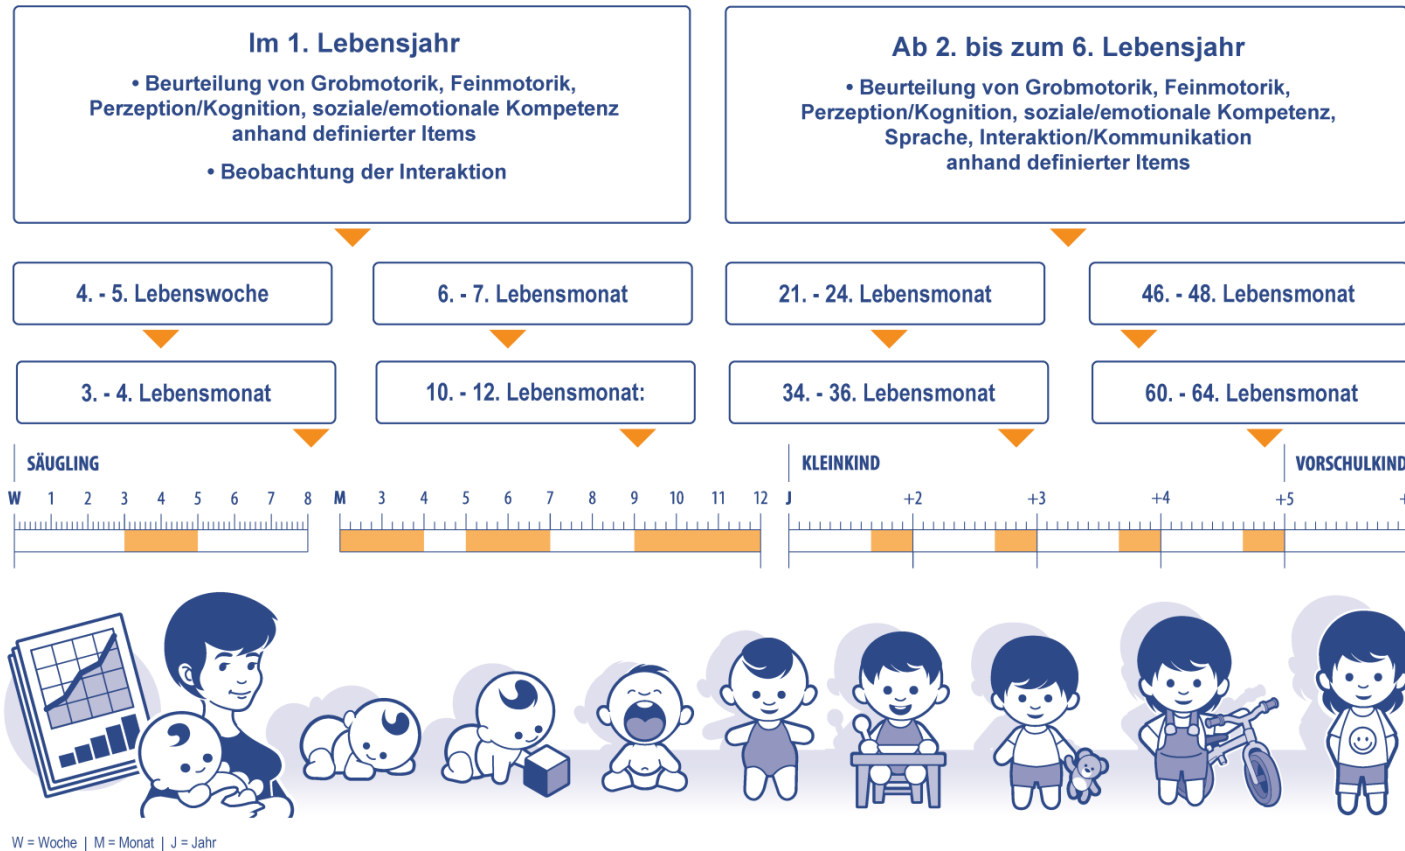 Im 1. Lebensjahr
• Beurteilung von Grobmotorik, Feinmotorik,
Perzeption/Kognition, soziale/emotionale Kompetenz
anhand definierter Items
• Beobachtung der Interaktion
Ab 2. bis zum 6. Lebensjahr
• Beurteilung von Grobmotorik, Feinmotorik,
Perzeption/Kognition, soziale/emotionale Kompetenz,
Sprache, Interaktion/Kommunikation
anhand definierter Items
4. - 5. Lebenswoche
6. - 7. Lebensmonat
21. - 24. Lebensmonat
46. - 48. Lebensmonat
3. - 4. Lebensmonat
10. - 12. Lebensmonat:
34. - 36. Lebensmonat
60. - 64. Lebensmonat
SÄUGLING
KLEINKIND
VORSCHULKIND
W 1 2 3 4 5 6 7 8
M 3 4 5 6 7 8 9 10 11 12
J +2 +3 +4 +5
W = Woche | M = Monat | J = Jahr